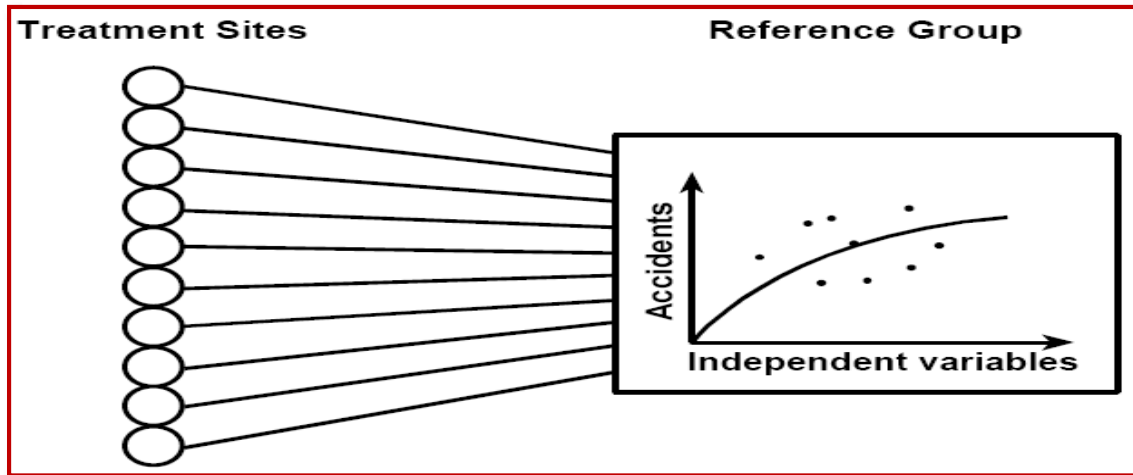 Treatment Sites
Reference Group
Accidents
Independent variables